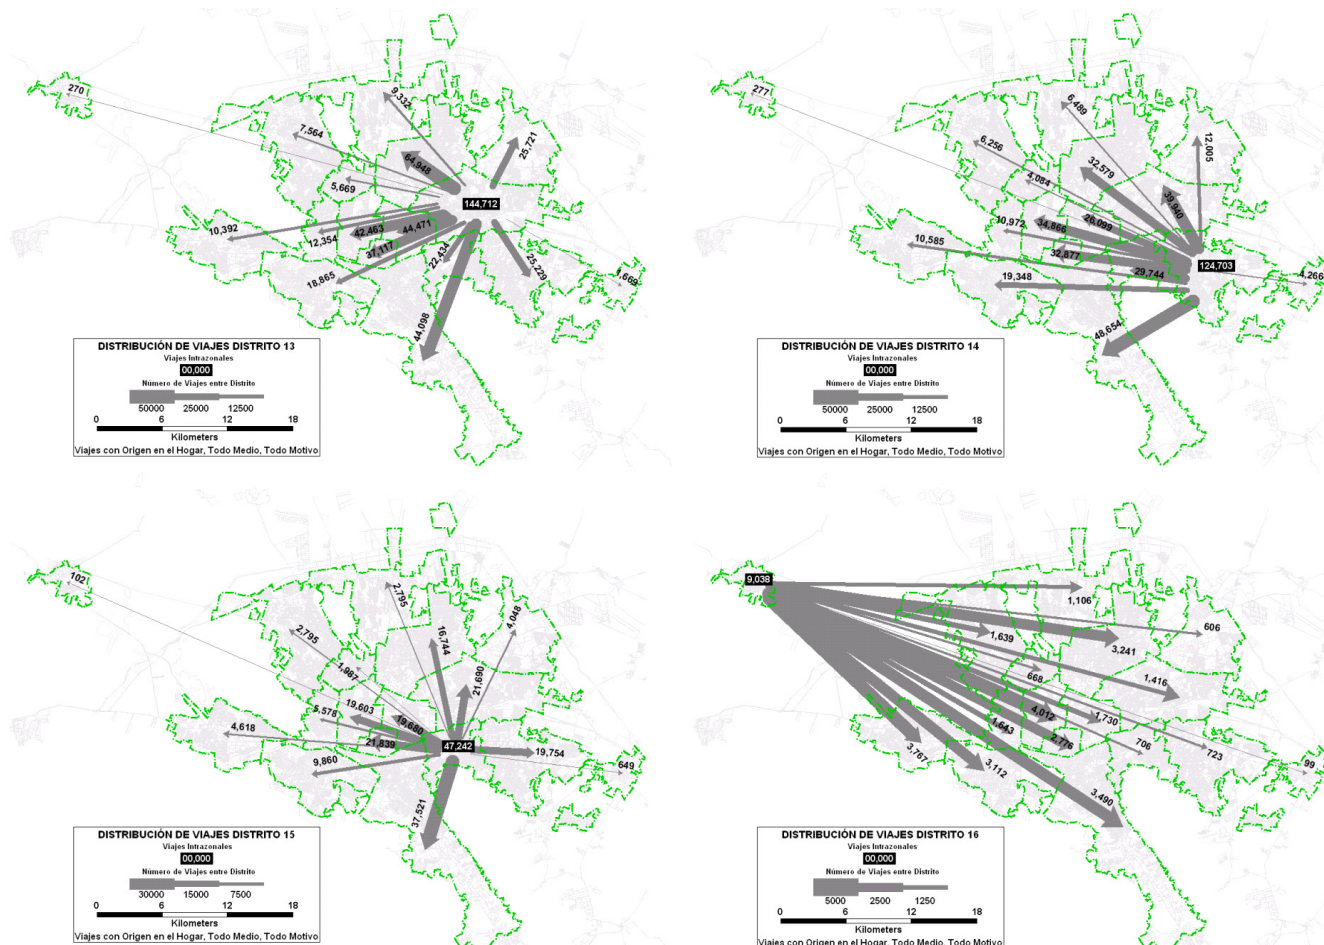 270
9,332
7,564
25,721
64,948
5,669
144,712
10,392
12,354
42,463
44,471
37,117
22,434
25,229
18,865
1,669
44,098
DISTRIBUCIÓN DE VIAJES DISTRITO 13
Viajes Intrazonales
00,000
Número de Viajes entre Distrito
50000 25000 12500
0 6 12 18
Kilometers
Viajes con Origen en el Hogar, Todo Medio, Todo Motivo
277
6,489
6,256
12,005
32,579
4,084
39,940
10,972
34,866
26,099
10,585
32,877
124,703
29,744
4,266
19,348
48,654
DISTRIBUCIÓN DE VIAJES DISTRITO 14
Viajes Intrazonales
00,000
Número de Viajes entre Distrito
50000 25000 12500
0 6 12 18
Kilometers
Viajes con Origen en el Hogar, Todo Medio, Todo Motivo
102
2,795
2,795
4,048
16,744
1,987
21,690
5,578
19,603
19,680
4,618
21,839
47,242
19,754
9,860
649
37,521
DISTRIBUCIÓN DE VIAJES DISTRITO 15
Viajes Intrazonales
00,000
Número de Viajes entre Distrito
30000 15000 7500
0 6 12 18
Kilometers
Viajes con Origen en el Hogar, Todo Medio, Todo Motivo
9,038
1,106
606
1,639
3,241
668
1,416
4,012
1,730
1,643
2,776
706
723
3,767
3,112
99
3,490
DISTRIBUCIÓN DE VIAJES DISTRITO 16
Viajes Intrazonales
00,000
Número de Viajes entre Distrito
5000 2500 1250
0 6 12 18
Kilometers
Viajes con Origen en el Hogar, Todo Medio, Todo Motivo